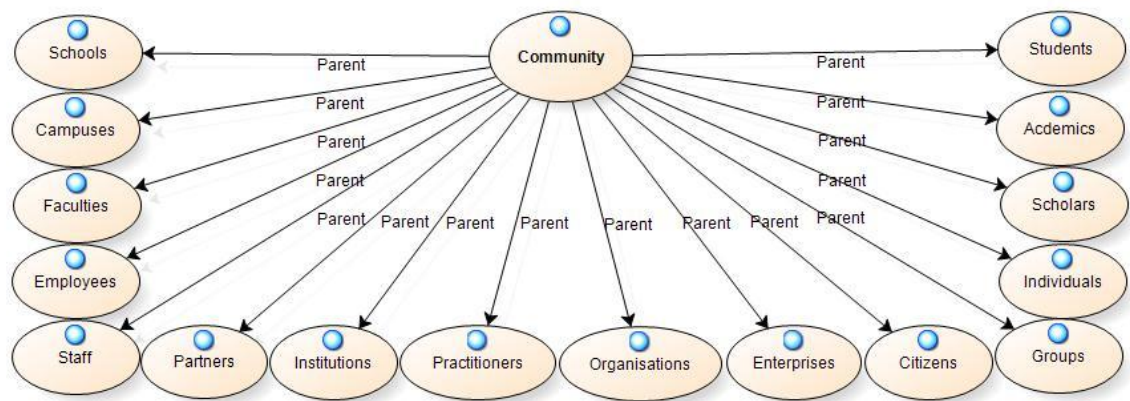 Community
Schools
Students
Parent
Parent
Campuses
Parent
Parent
Acdemics
Parent
Parent
Faculties
Parent
Parent
Scholars
Parent
Parent
Parent
Parent
Parent
Parent
Parent
Parent
Employees
Individuals
Staff
Partners
Institutions
Practitioners
Organisations
Enterprises
Citizens
Groups